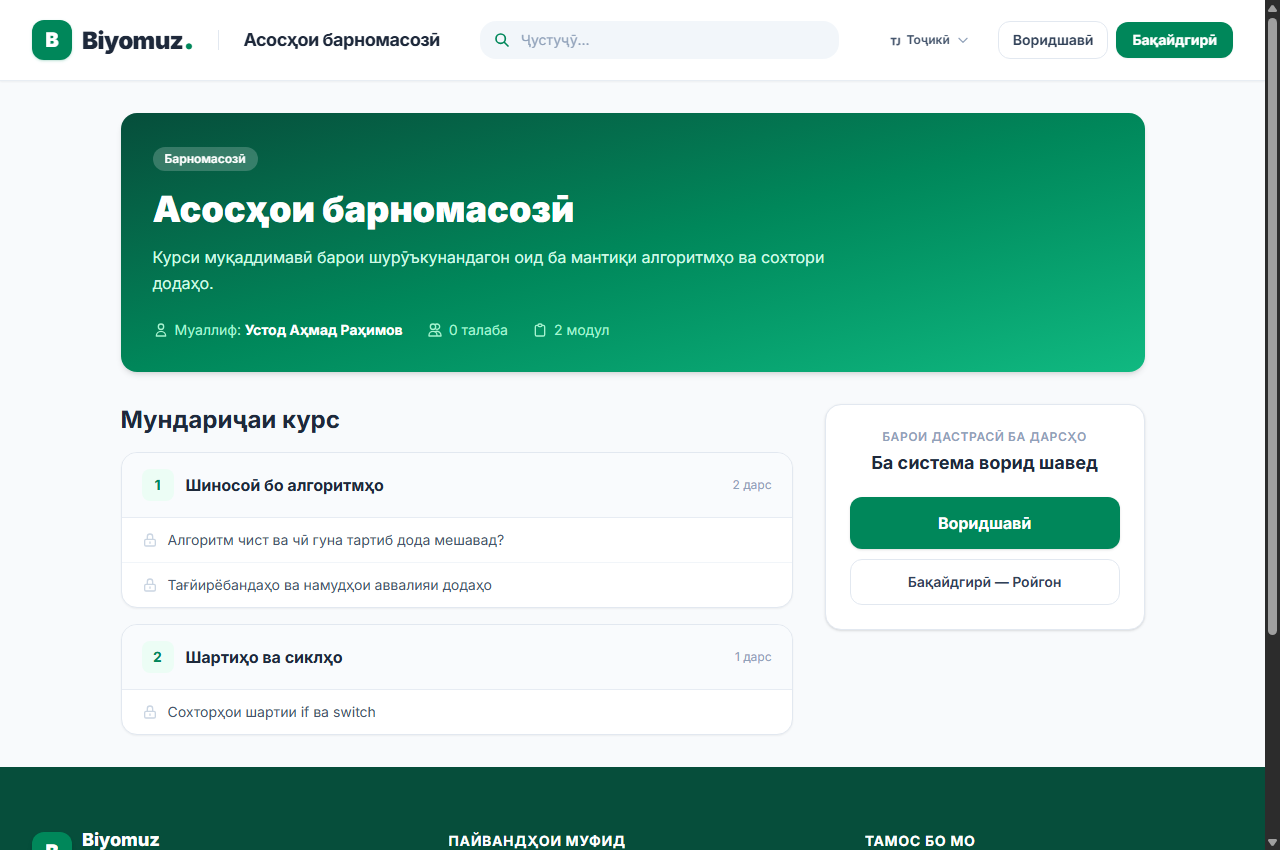 B Biyomuz. Асосҳои барномасозӣ Ҷустуҷӯ... TJ Тоҷикӣ Воридшавӣ Бақайдгирӣ
Барномасозӣ
Асосҳои барномасозӣ
Курси муқаддимавӣ барои шурӯъкунандагон оид ба мантиқи алгоритмҳо ва сохтори
додаҳо.
Муаллиф: Устод Аҳмад Раҳимов 0 талаба 2 модул
Мундариҷаи курс
1 Шиносоӣ бо алгоритмҳо 2 дарс
Алгоритм чист ва чӣ гуна тартиб дода мешавад?
Тағйирёбандаҳо ва намудҳои аввалияи додаҳо
2 Шартиҳо ва сиклҳо 1 дарс
Сохторҳои шартии if ва switch
БАРОИ ДАСТРАСӢ БА ДАРСҲО
Ба система ворид шавед
Воридшавӣ
Бақайдгирӣ — Ройгон
B Biyomuz
ПАЙВАНДҲОИ МУФИД
ТАМОС БО МО